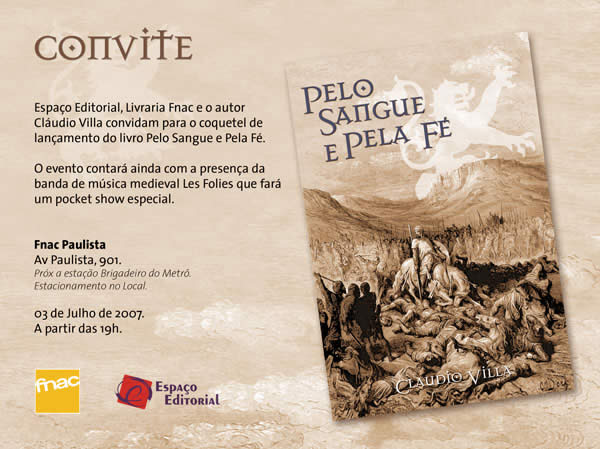 CONVITE
Espaço Editorial, Livraria Fnac e o autor
Cláudio Villa convidam para o coquetel de
lançamento do livro Pelo Sangue e Pela Fé.
O evento contará ainda com a presença da
banda de música medieval Les Folies que fará
um pocket show especial.
Fnac Paulista
Av Paulista, 901.
Próx a estação Brigadeiro do Metrô.
Estacionamento no Local.
03 de Julho de 2007.
A partir das 19h.
fnac
Espaço
Editorial
PELO
SANGUE
E PELA FÉ
CLAUDIO VILLA